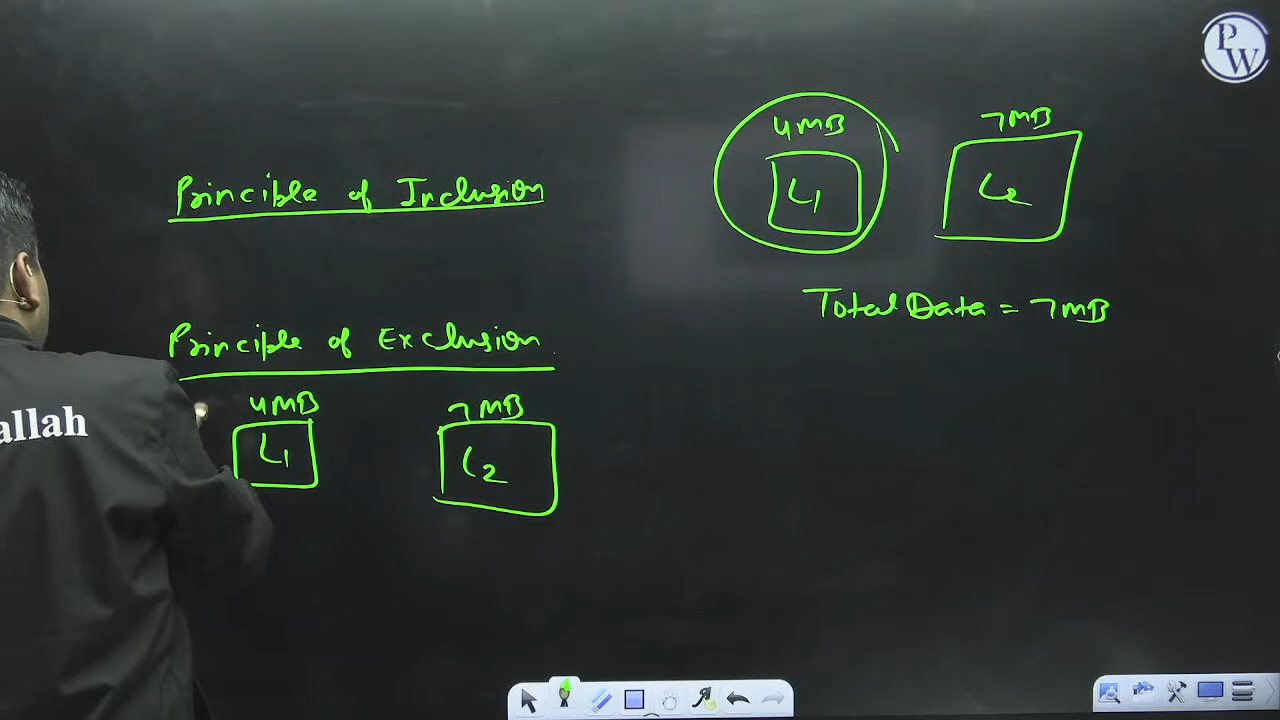 PW
4MB 7MB
Principle of Inclusion
L1 L2
Total Data = 7MB
Principle of Exclusion
4MB 7MB
allah
L1 L2